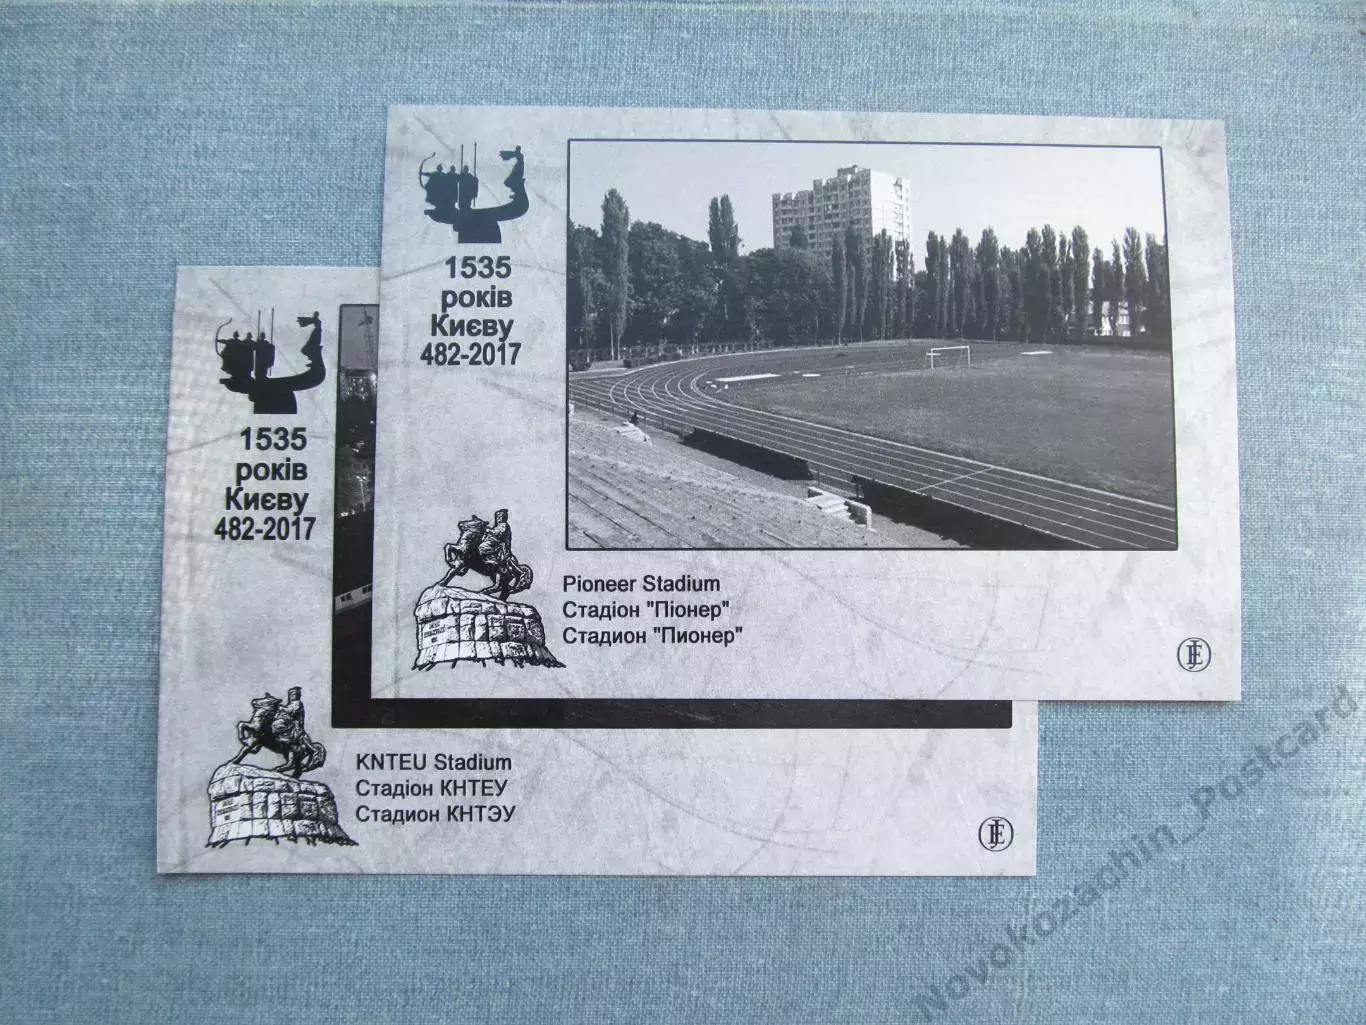 1535
років
Києву
482-2017
Pioneer Stadium
Стадіон "Піонер"
Стадион "Пионер"
1535
років
Києву
482-2017
KNTEU Stadium
Стадіон КНТЕУ
Стадион КНТЭУ
Novokozachin_Postcard